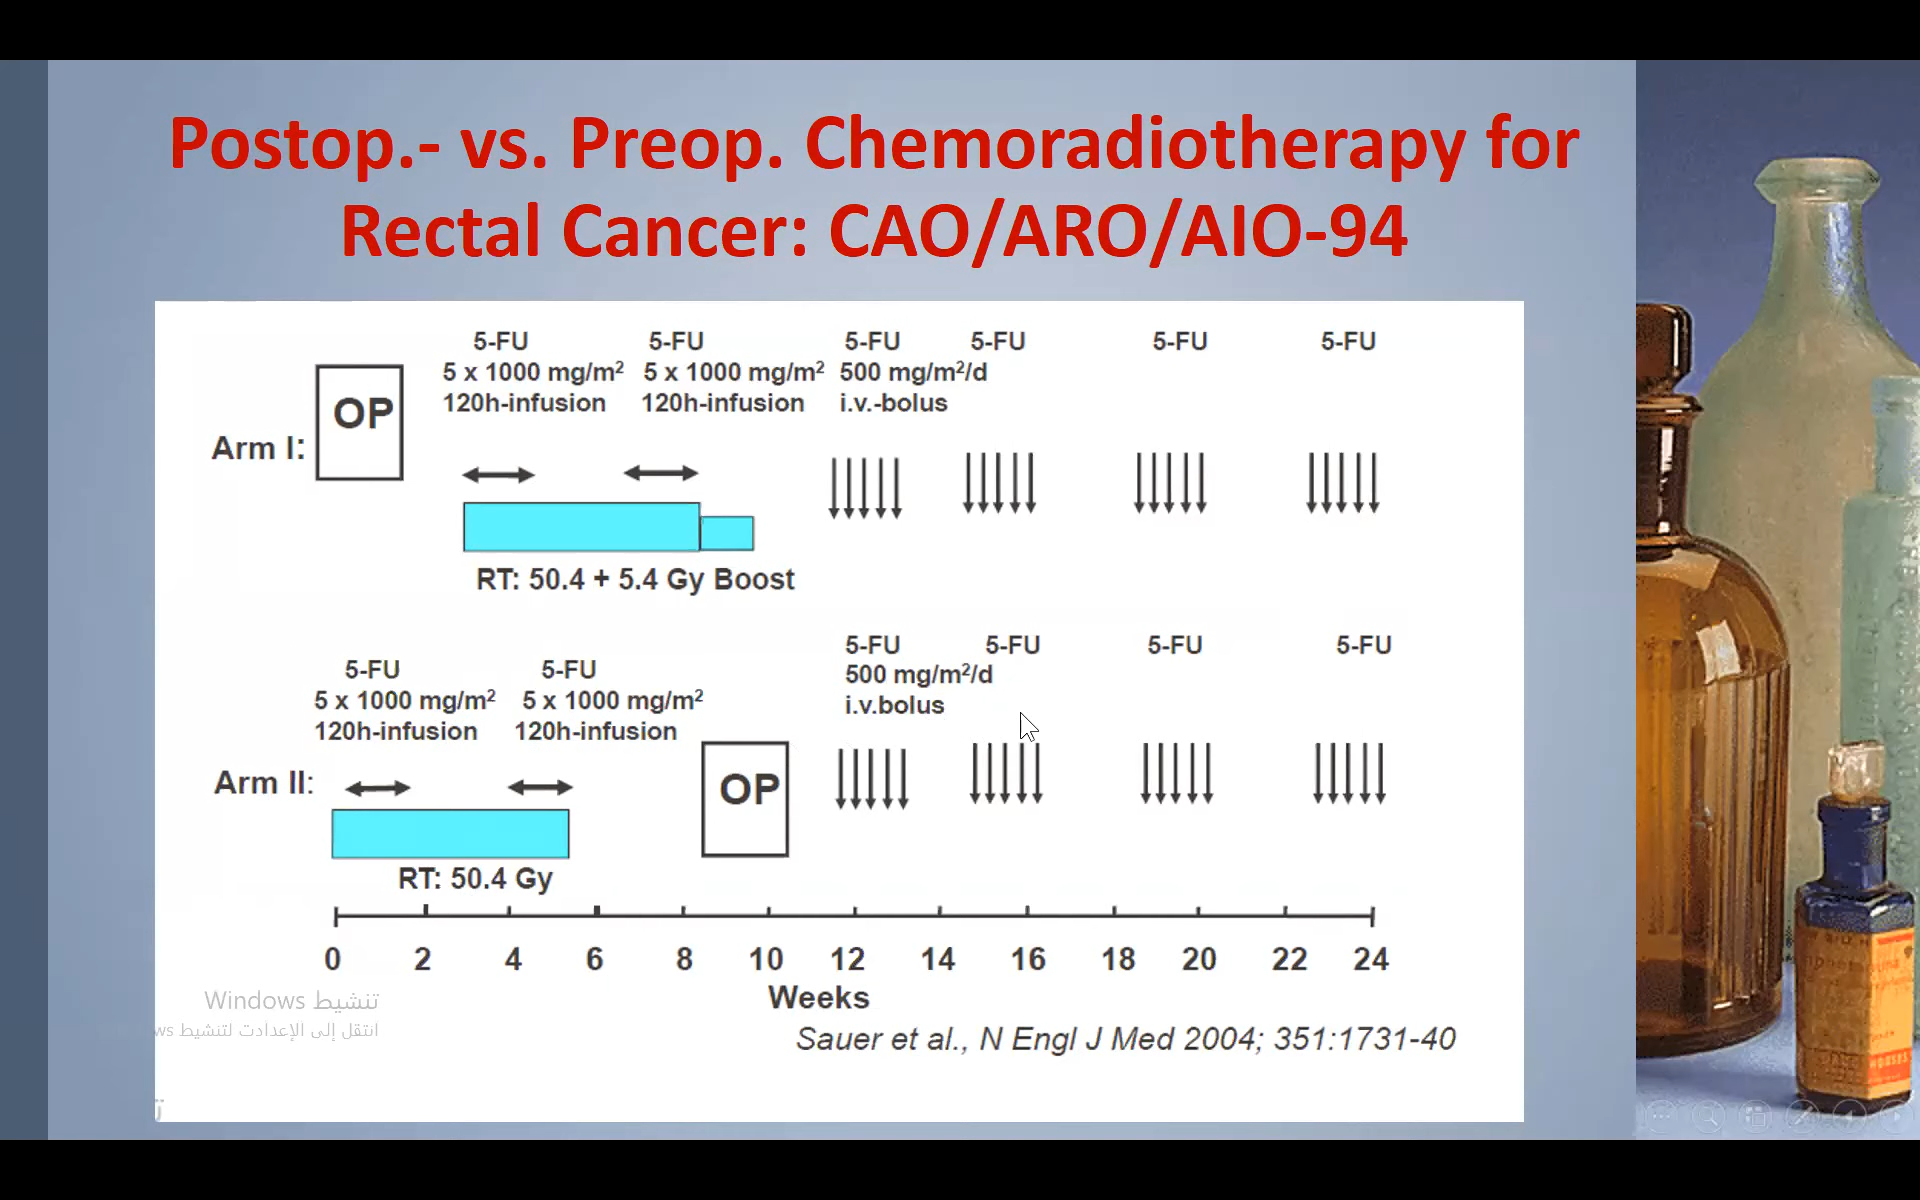 Postop.- vs. Preop. Chemoradiotherapy for
Rectal Cancer: CAO/ARO/AIO-94
5-FU 5-FU 5-FU 5-FU 5-FU 5-FU
5 x 1000 mg/m² 5 x 1000 mg/m² 500 mg/m²/d
120h-infusion 120h-infusion i.v.-bolus
OP
Arm I:
RT: 50.4 + 5.4 Gy Boost
5-FU 5-FU 5-FU 5-FU
500 mg/m²/d
i.v.bolus
5-FU 5-FU
5 x 1000 mg/m² 5 x 1000 mg/m²
120h-infusion 120h-infusion
Arm II:
OP
RT: 50.4 Gy
0 2 4 6 8 10 12 14 16 18 20 22 24
Weeks
تنشيط Windows
انتقل إلى الإعدادت لتنشيط
Sauer et al., N Engl J Med 2004; 351:1731-40